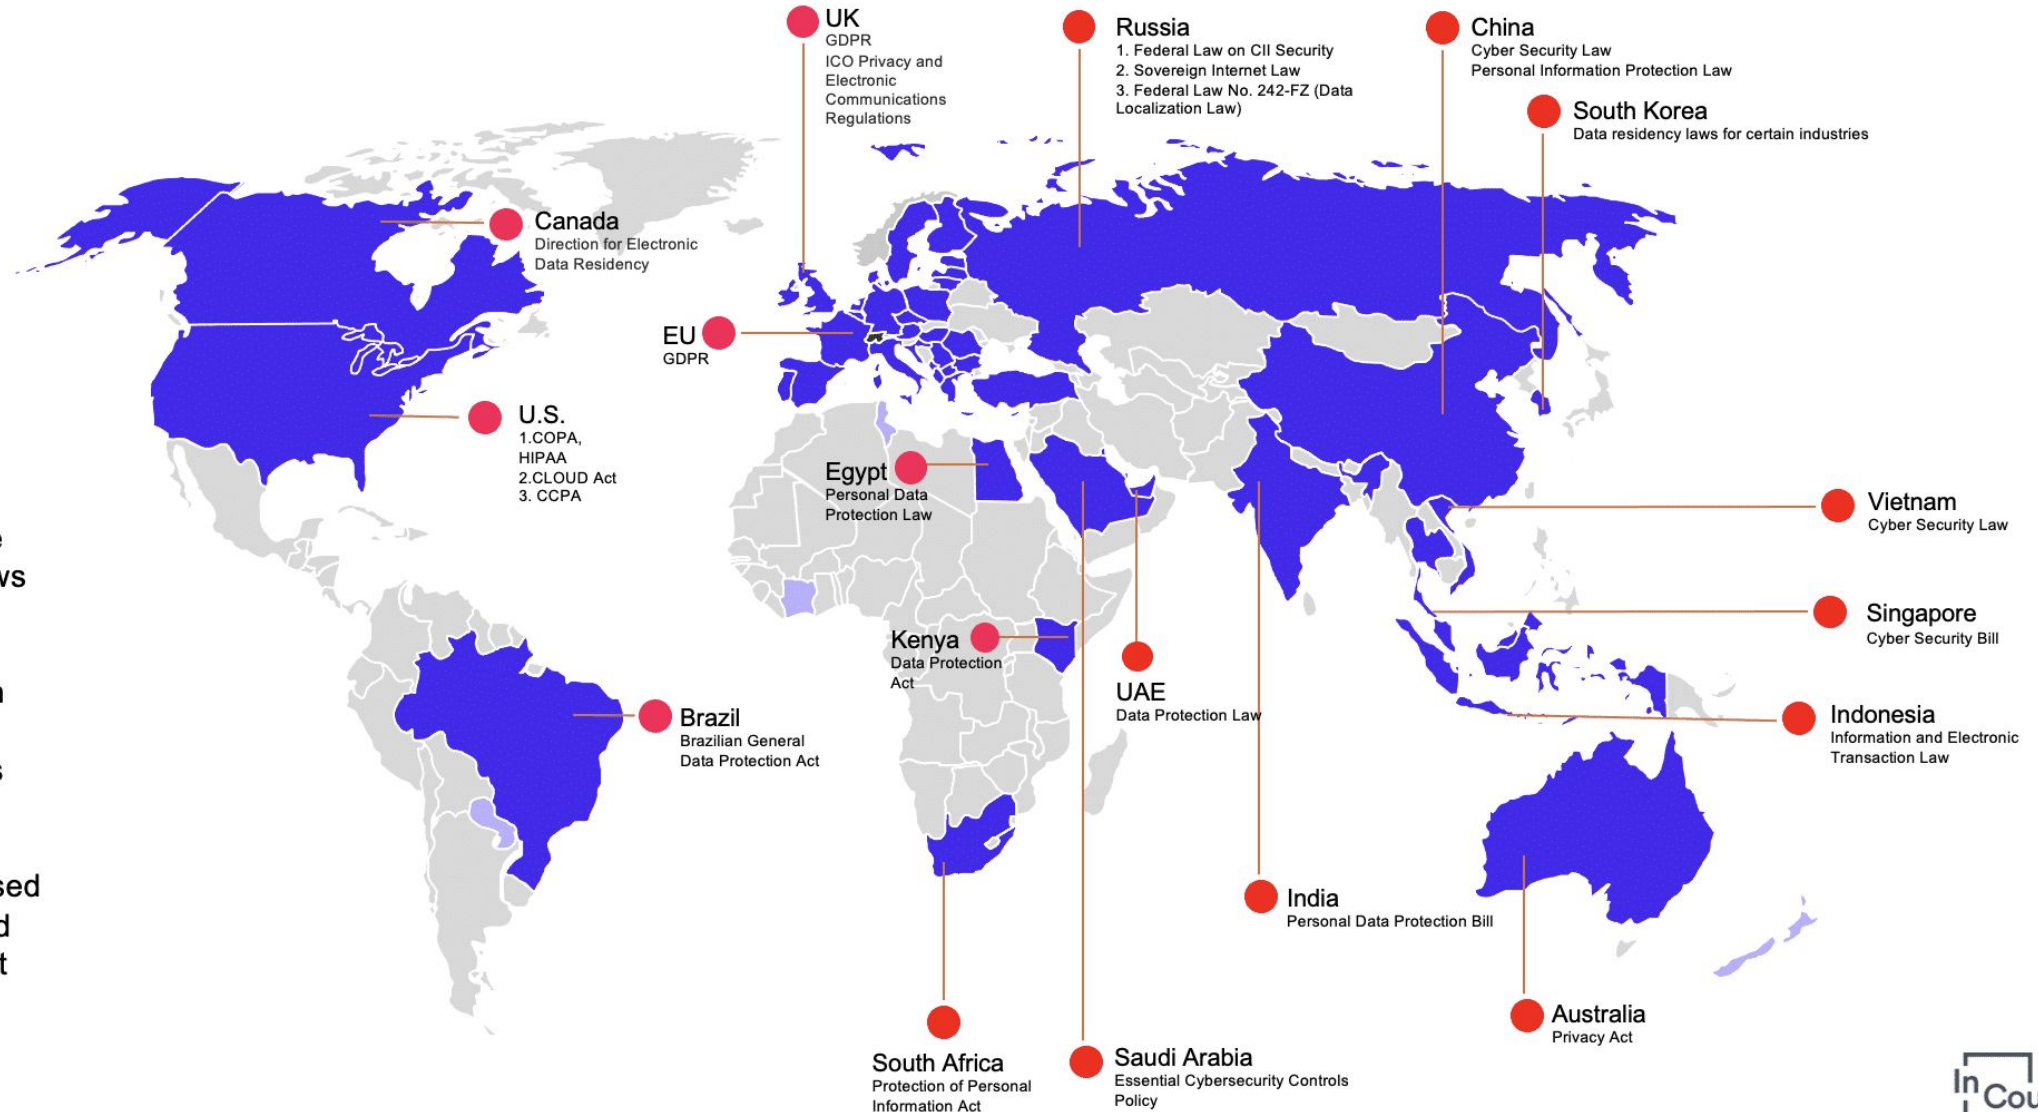 UK
GDPR
ICO Privacy and
Electronic
Communications
Regulations
Russia
1. Federal Law on CII Security
2. Sovereign Internet Law
3. Federal Law No. 242-FZ (Data
Localization Law)
China
Cyber Security Law
Personal Information Protection Law
South Korea
Data residency laws for certain industries
Canada
Direction for Electronic
Data Residency
EU
GDPR
U.S.
1.COPA,
HIPAA
2.CLOUD Act
3. CCPA
Egypt
Personal Data
Protection Law
Vietnam
Cyber Security Law
Singapore
Cyber Security Bill
Kenya
Data Protection
Act
UAE
Data Protection Law
Brazil
Brazilian General
Data Protection Act
Indonesia
Information and Electronic
Transaction Law
India
Personal Data Protection Bill
Australia
Privacy Act
South Africa
Protection of Personal
Information Act
Saudi Arabia
Essential Cybersecurity Controls
Policy
In